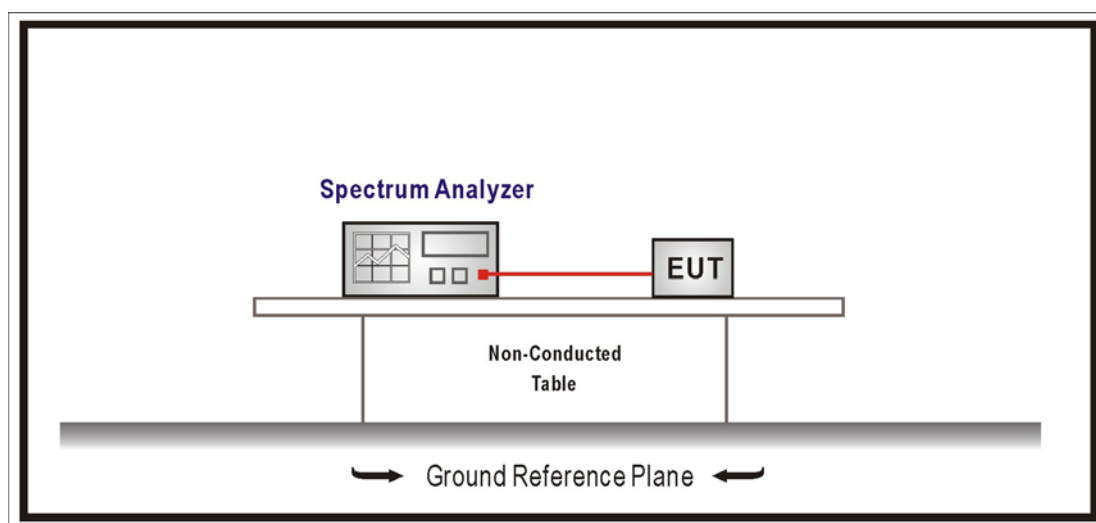 Spectrum Analyzer
EUT
Non-Conducted
Table
Ground Reference Plane